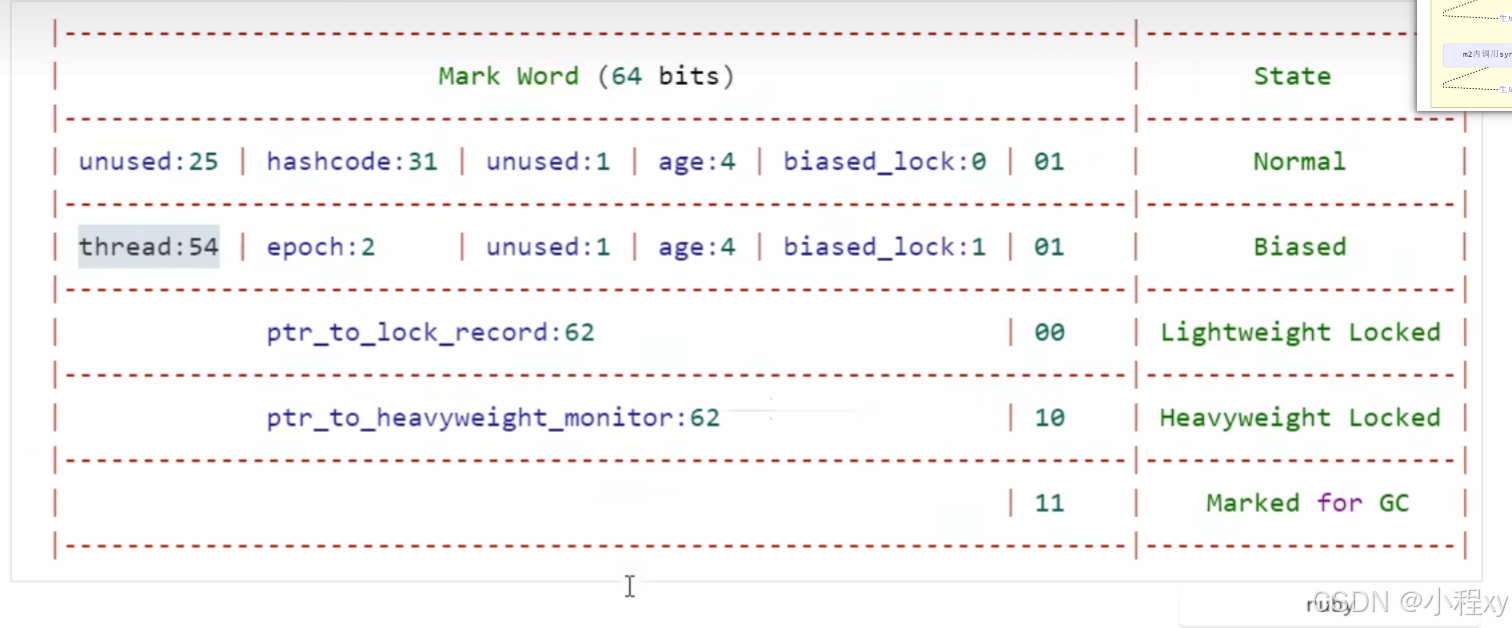 Mark Word (64 bits) | State
unused:25 | hashcode:31 | unused:1 | age:4 | biased_lock:0 | 01 | Normal
thread:54 | epoch:2 | unused:1 | age:4 | biased_lock:1 | 01 | Biased
ptr_to_lock_record:62 | 00 | Lightweight Locked
ptr_to_heavyweight_monitor:62 | 10 | Heavyweight Locked
| 11 | Marked for GC
m2内调用syn
ruby
CSDN @小程xy